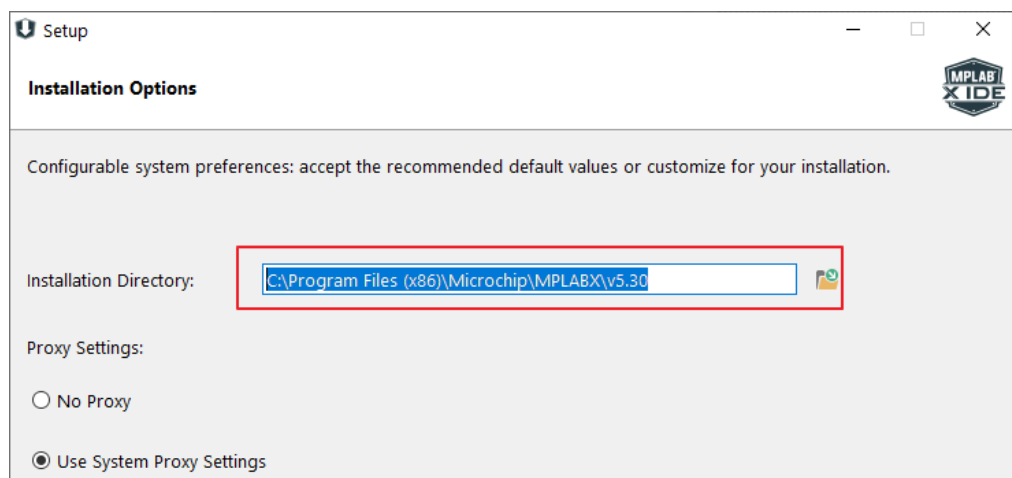 Setup
Installation Options
MPLAB
X IDE
Configurable system preferences: accept the recommended default values or customize for your installation.
Installation Directory: C:\Program Files (x86)\Microchip\MPLABX\v5.30
Proxy Settings:
No Proxy
Use System Proxy Settings